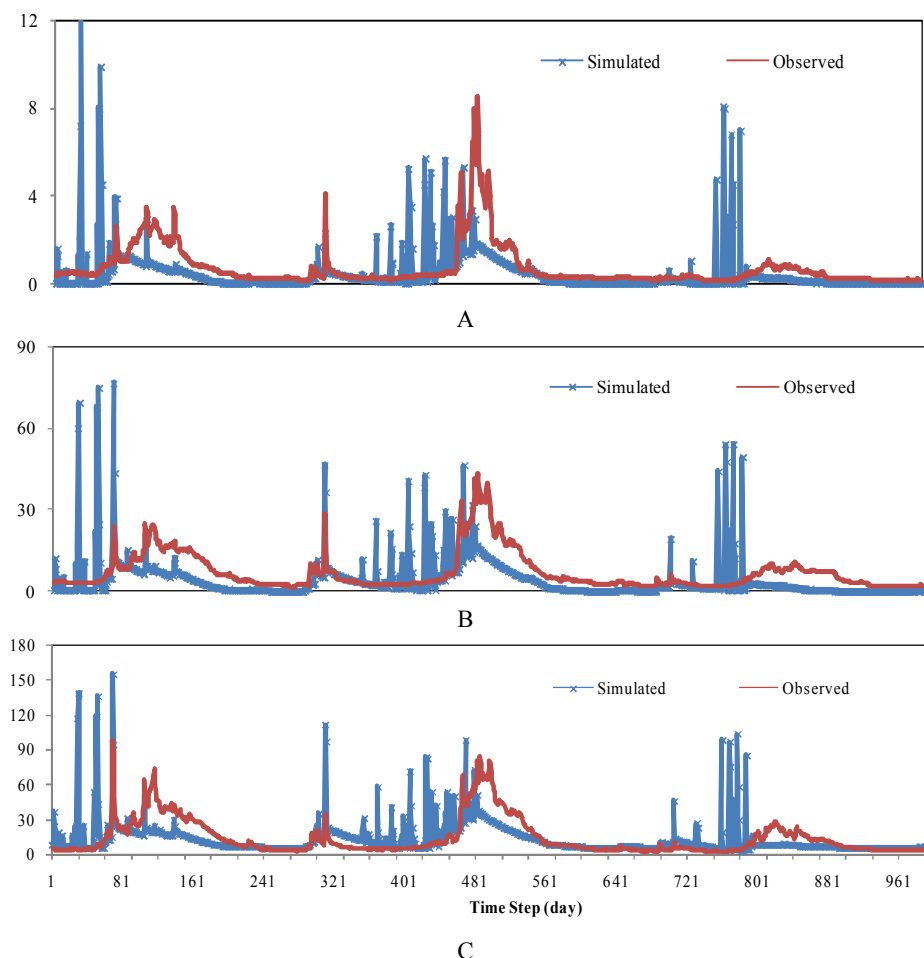 12
Simulated Observed
8
4
0
A
90
Simulated Observed
60
30
0
B
180
150
Simulated Observed
120
90
60
30
0
1 81 161 241 321 401 481 561 641 721 801 881 961
Time Step (day)
C